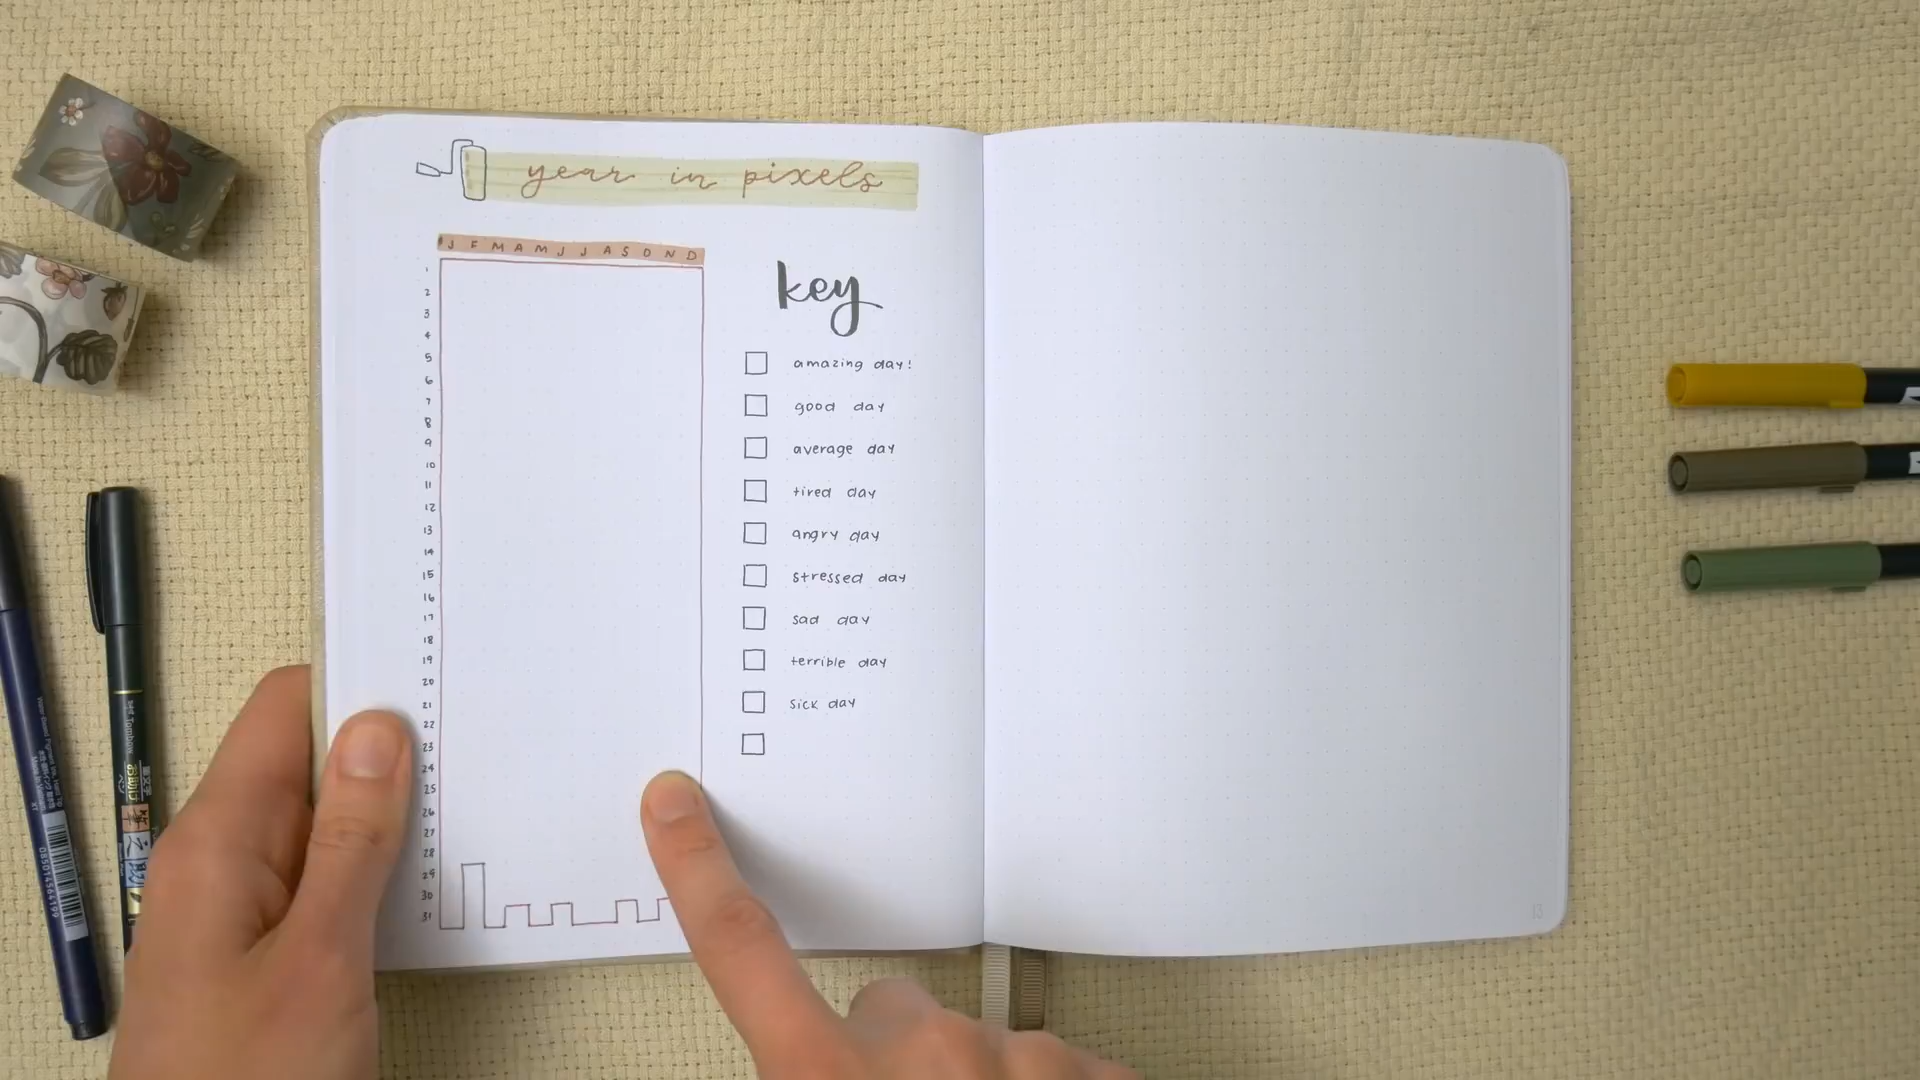 year in pixels
J F M A M J J A S O N D
key
1
2
3
4
5
6
7
8
9
10
11
12
13
14
15
16
17
18
19
20
21
22
23
24
25
26
27
28
29
30
31
amazing day!
good day
average day
tired day
angry day
stressed day
sad day
terrible day
sick day
13
Tombow
085014564199